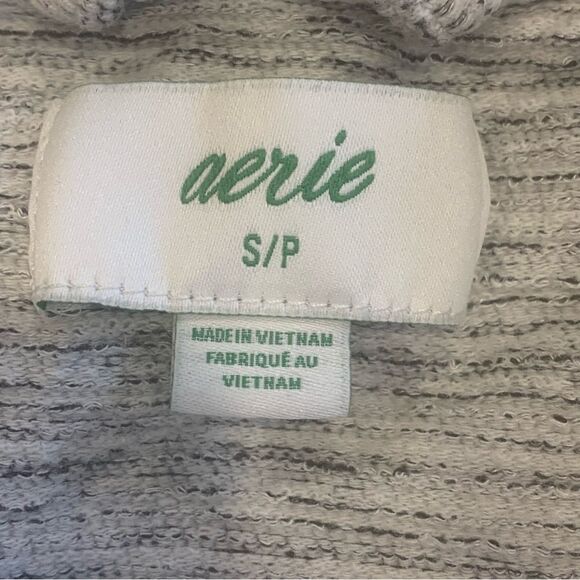 aerie
S/P
MADE IN VIETNAM
FABRIQUÉ AU
VIETNAM